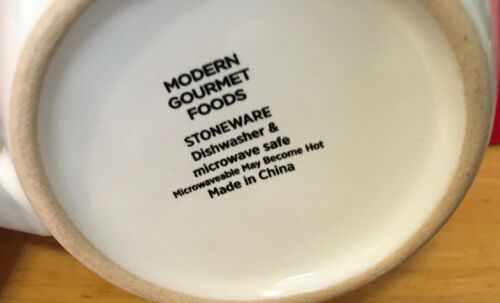 MODERN
GOURMET
FOODS
STONEWARE
Dishwasher &
microwave safe
Microwaveable May Become Hot
Made in China